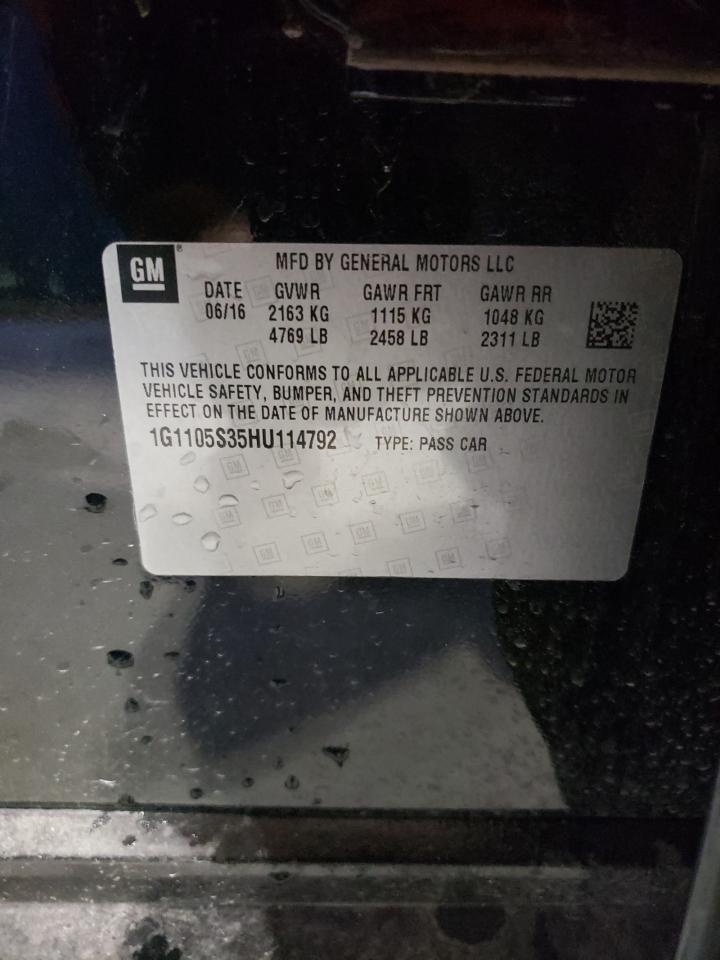 GM® MFD BY GENERAL MOTORS LLC
DATE GVWR GAWR FRT GAWR RR
06/16 2163 KG 1115 KG 1048 KG
4769 LB 2458 LB 2311 LB
THIS VEHICLE CONFORMS TO ALL APPLICABLE U.S. FEDERAL MOTOR
VEHICLE SAFETY, BUMPER, AND THEFT PREVENTION STANDARDS IN
EFFECT ON THE DATE OF MANUFACTURE SHOWN ABOVE.
1G1105S35HU114792 TYPE: PASS CAR